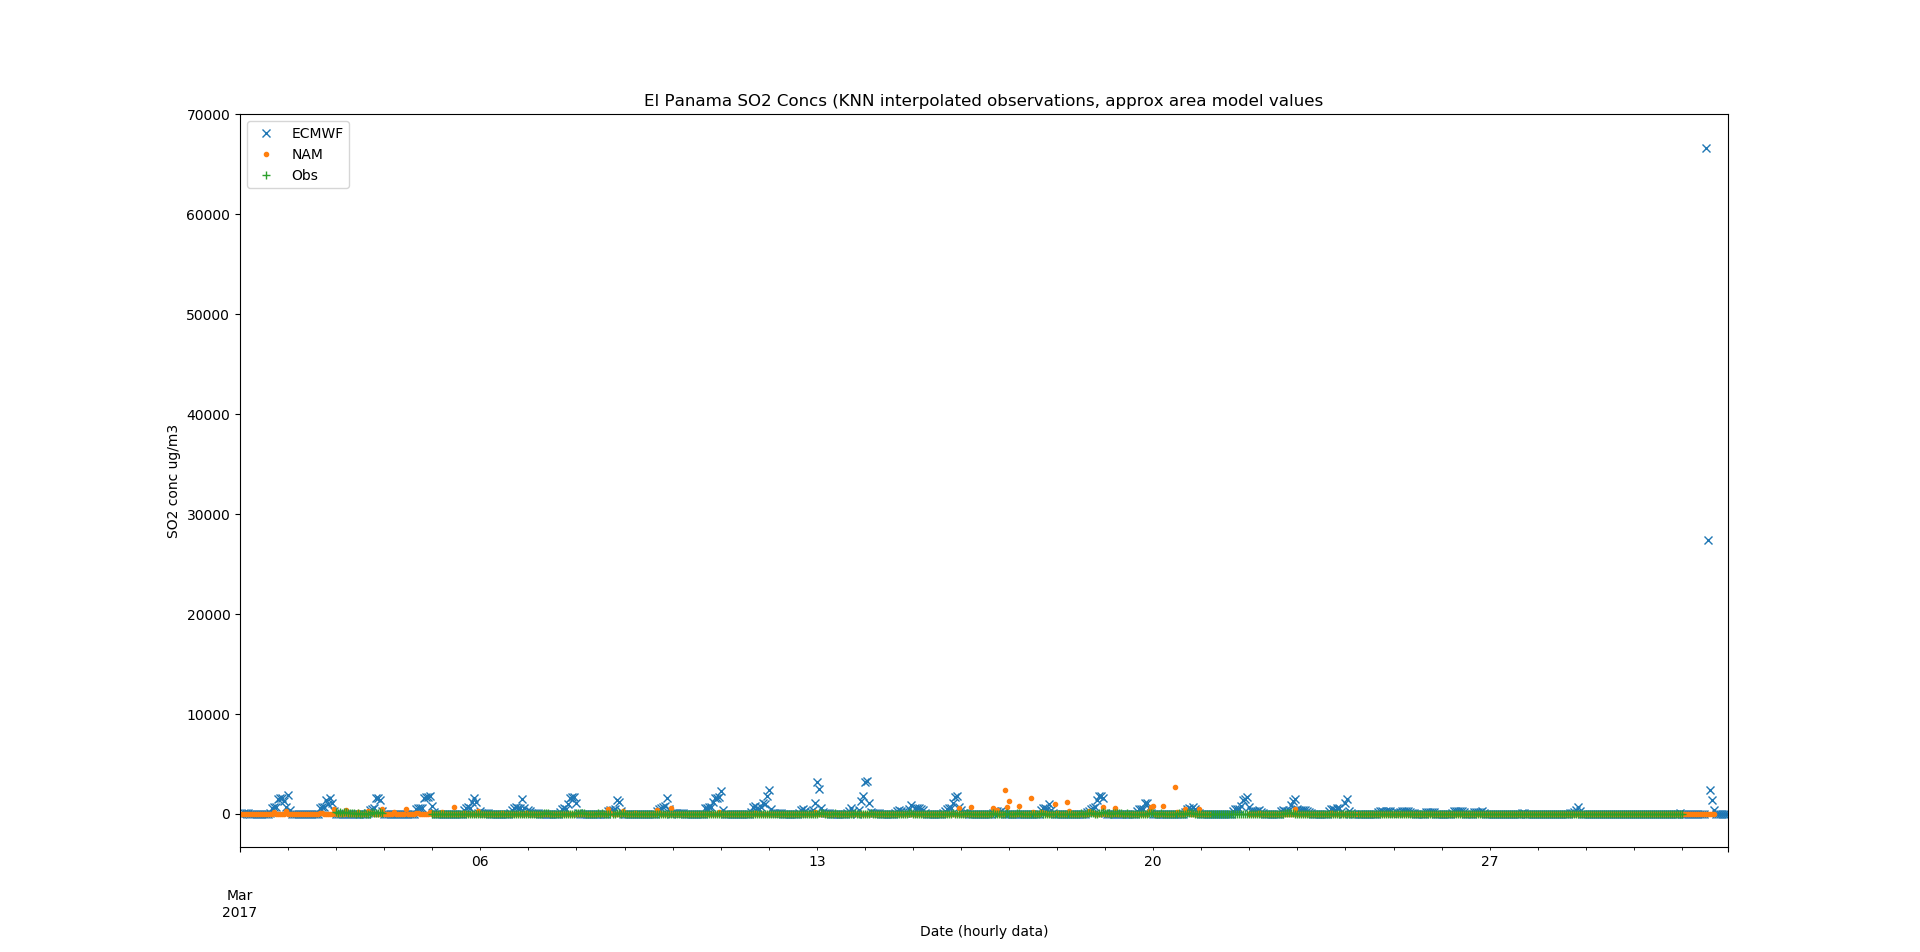 El Panama SO2 Concs (KNN interpolated observations, approx area model values
70000
60000
50000
40000
30000
20000
10000
0
SO2 conc ug/m3
ECMWF
NAM
Obs
06
13
20
27
Mar
2017
Date (hourly data)